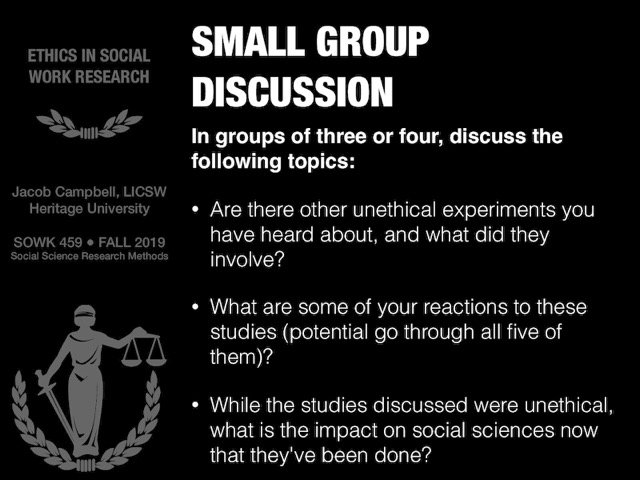 ETHICS IN SOCIAL
WORK RESEARCH
Jacob Campbell, LICSW
Heritage University
SOWK 459 • FALL 2019
Social Science Research Methods
SMALL GROUP
DISCUSSION
In groups of three or four, discuss the
following topics:
• Are there other unethical experiments you
have heard about, and what did they
involve?
• What are some of your reactions to these
studies (potential go through all five of
them)?
• While the studies discussed were unethical,
what is the impact on social sciences now
that they've been done?